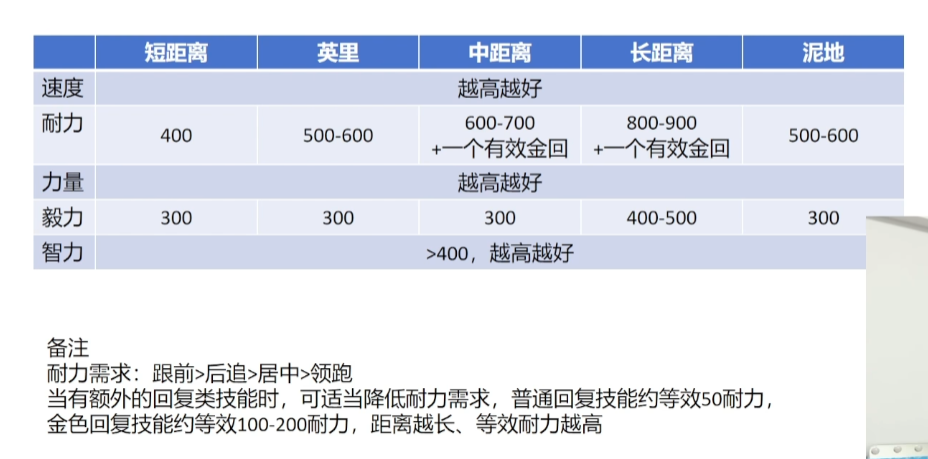 短距离 英里 中距离 长距离 泥地
速度 越高越好
耐力 400 500-600 600-700 800-900 500-600
+一个有效金回 +一个有效金回
力量 越高越好
毅力 300 300 300 400-500 300
智力 >400，越高越好
备注
耐力需求：跟前>后追>居中>领跑
当有额外的回复类技能时，可适当降低耐力需求，普通回复技能约等效50耐力，
金色回复技能约等效100-200耐力，距离越长、等效耐力越高